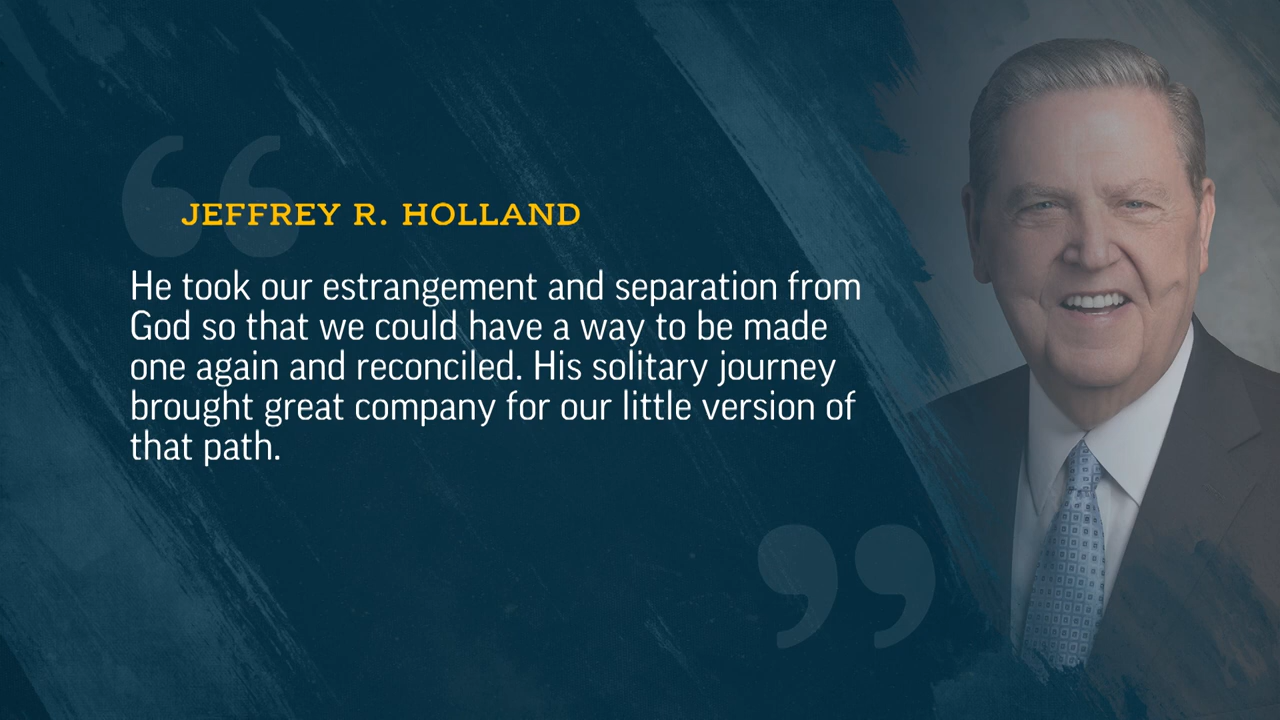 JEFFREY R. HOLLAND
He took our estrangement and separation from
God so that we could have a way to be made
one again and reconciled. His solitary journey
brought great company for our little version of
that path.